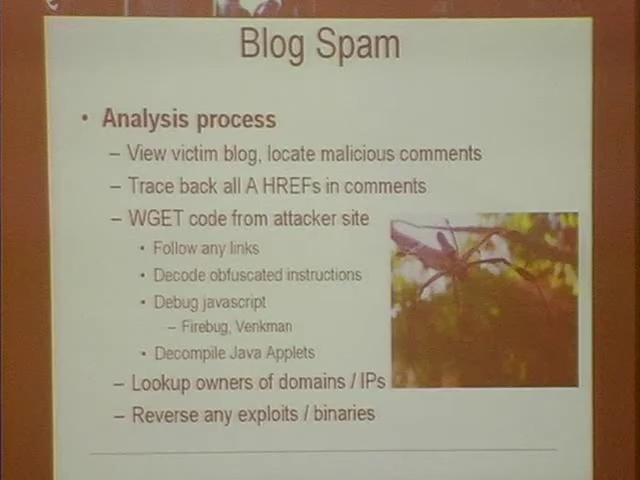 Blog Spam
• Analysis process
– View victim blog, locate malicious comments
– Trace back all A HREFs in comments
– WGET code from attacker site
• Follow any links
• Decode obfuscated instructions
• Debug javascript
– Firebug, Venkman
• Decompile Java Applets
– Lookup owners of domains / IPs
– Reverse any exploits / binaries